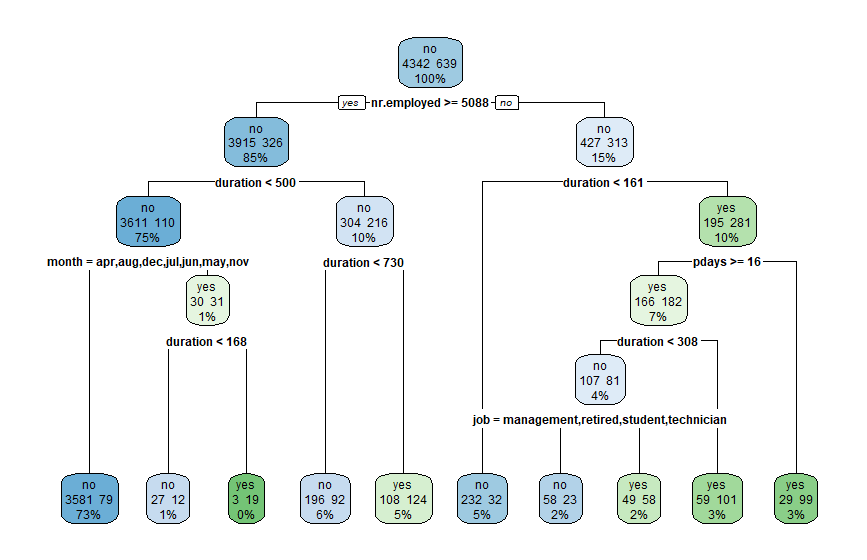 no
4342 639
100%
yes nr.employed >= 5088 no
no
3915 326
85%
no
427 313
15%
duration < 500
duration < 161
no
3611 110
75%
no
304 216
10%
yes
195 281
10%
month = apr,aug,dec,jul,jun,may,nov
duration < 730
pdays >= 16
yes
30 31
1%
yes
166 182
7%
duration < 168
duration < 308
no
107 81
4%
job = management,retired,student,technician
no
3581 79
73%
no
27 12
1%
yes
3 19
0%
no
196 92
6%
yes
108 124
5%
no
232 32
5%
no
58 23
2%
yes
49 58
2%
yes
59 101
3%
yes
29 99
3%